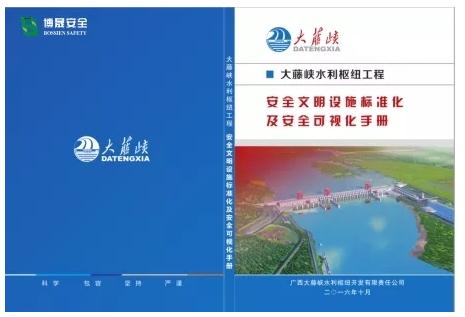 博晟安全
BOSHEN SAFETY
大藤峡
DATENGXIA
科学 包容 坚持 严谨
大藤峡水利枢纽工程 安全文明设施标准化及安全可视化手册
大藤峡
DATENGXIA
大藤峡水利枢纽工程
安全文明设施标准化
及安全可视化手册
广西大藤峡水利枢纽开发有限责任公司
二〇一六年十月